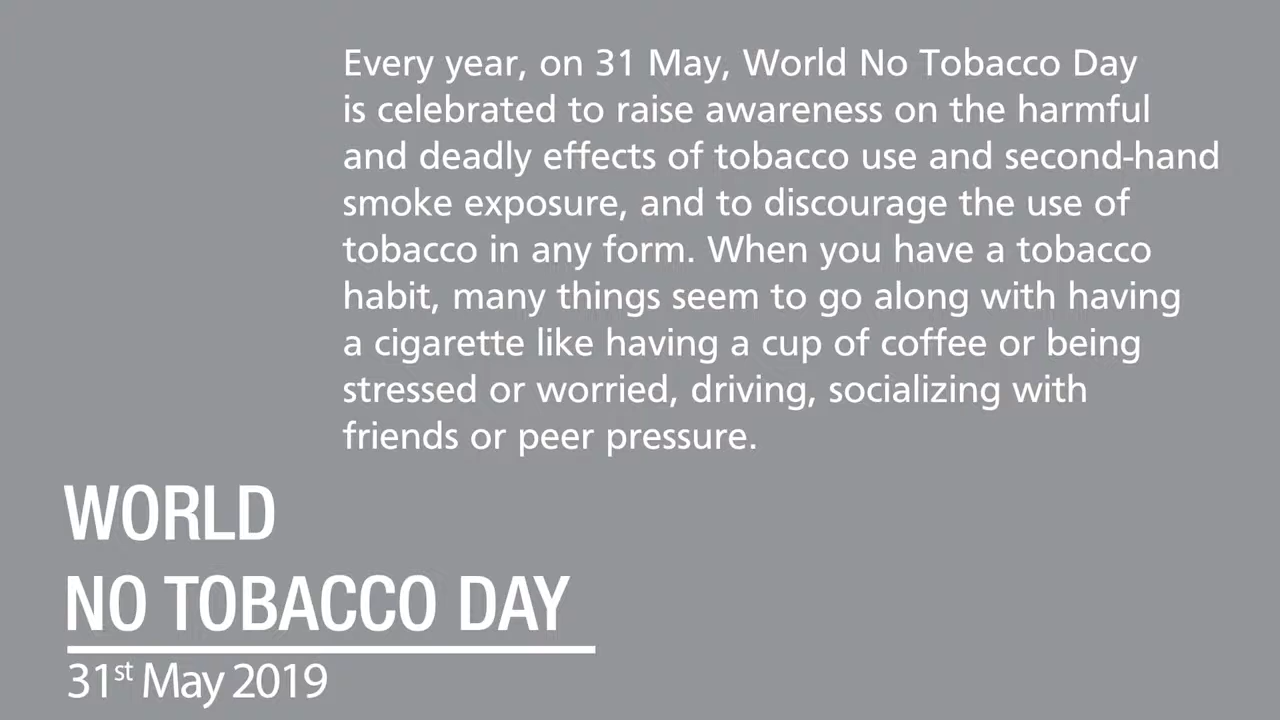 Every year, on 31 May, World No Tobacco Day
is celebrated to raise awareness on the harmful
and deadly effects of tobacco use and second-hand
smoke exposure, and to discourage the use of
tobacco in any form. When you have a tobacco
habit, many things seem to go along with having
a cigarette like having a cup of coffee or being
stressed or worried, driving, socializing with
friends or peer pressure.
WORLD
NO TOBACCO DAY
31st May 2019